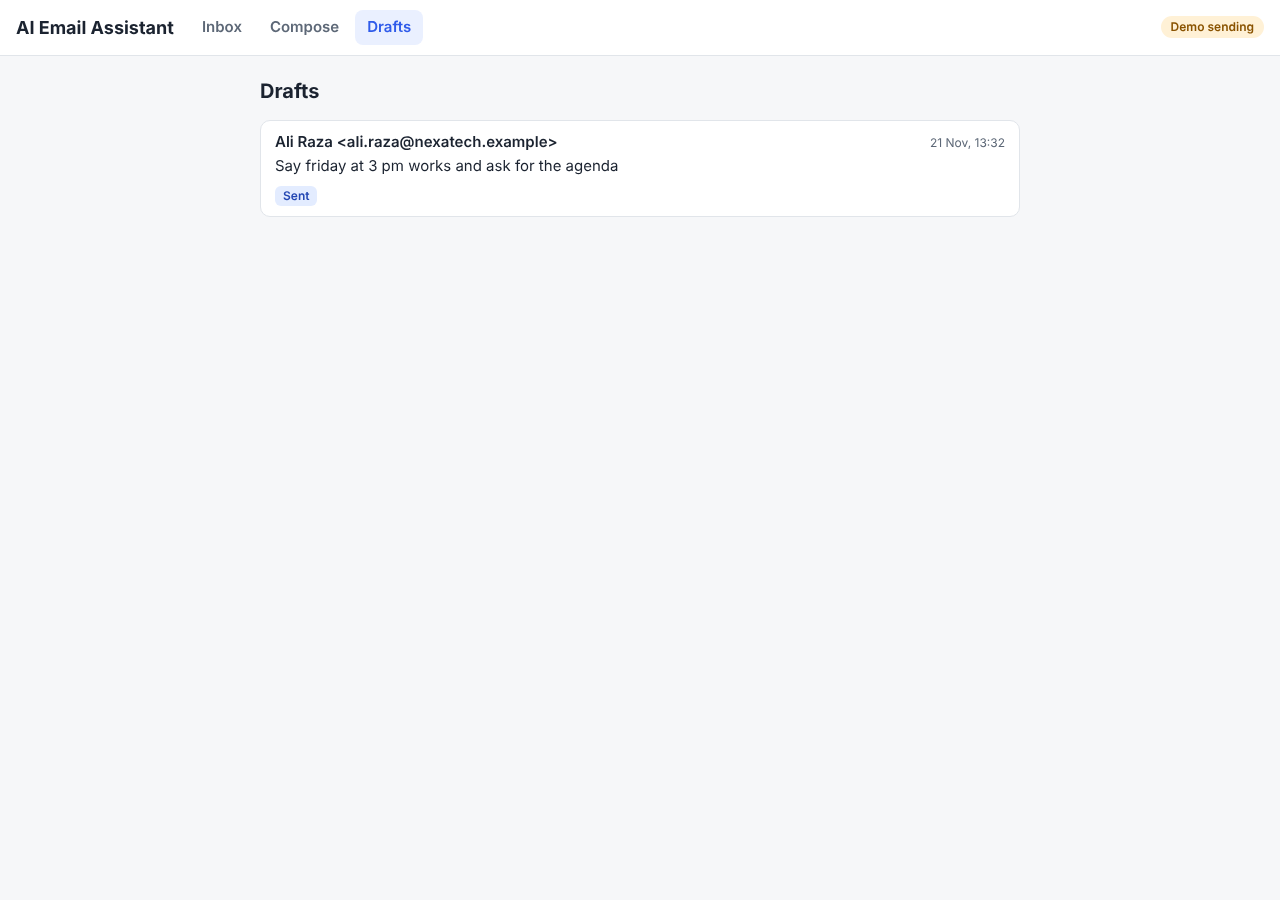 AI Email Assistant Inbox Compose Drafts Demo sending
Drafts
Ali Raza <ali.raza@nexatech.example> 21 Nov, 13:32
Say friday at 3 pm works and ask for the agenda
Sent